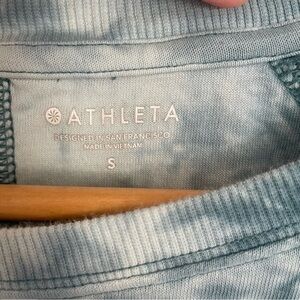 ATHLETA
DESIGNED IN SAN FRANCISCO
MADE IN VIETNAM
S